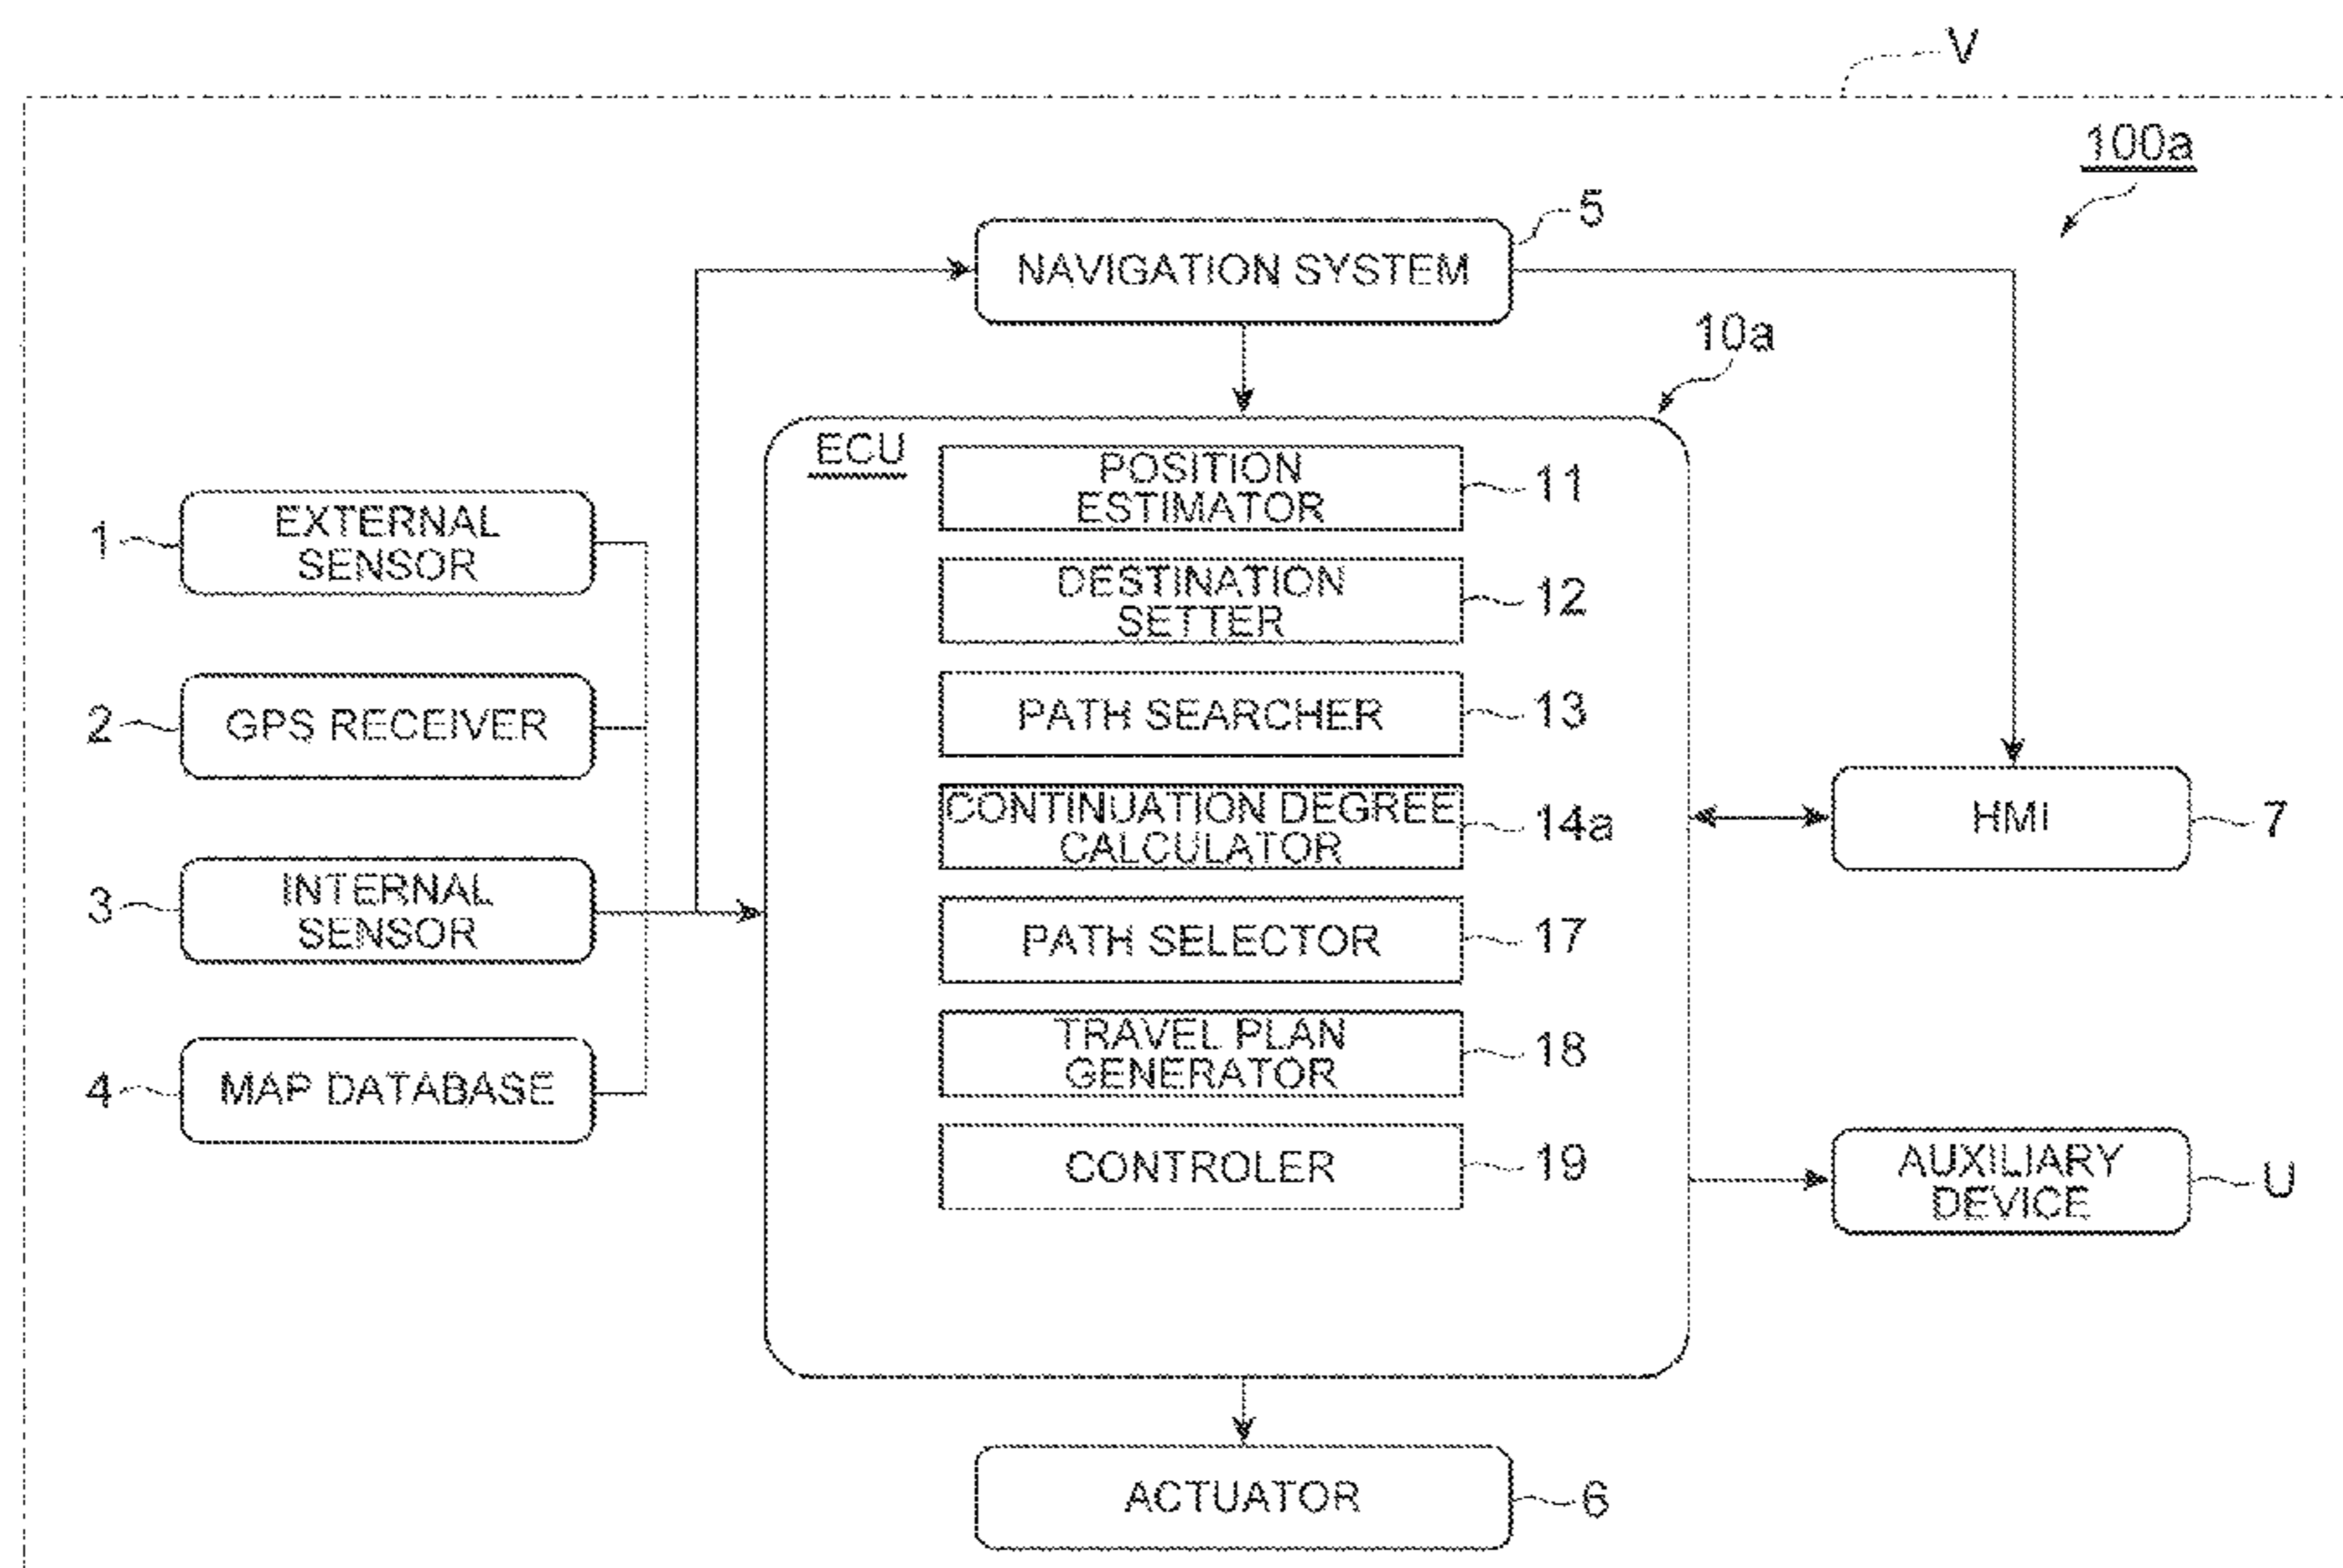 V
100a
5
NAVIGATION SYSTEM
10a
ECU
POSITION
ESTIMATOR
11
1
EXTERNAL
SENSOR
DESTINATION
SETTER
12
2
GPS RECEIVER
PATH SEARCHER
13
CONTINUATION DEGREE
CALCULATOR
14a
HMI
7
3
INTERNAL
SENSOR
PATH SELECTOR
17
TRAVEL PLAN
GENERATOR
18
4
MAP DATABASE
CONTROLER
19
AUXILIARY
DEVICE
U
ACTUATOR
6